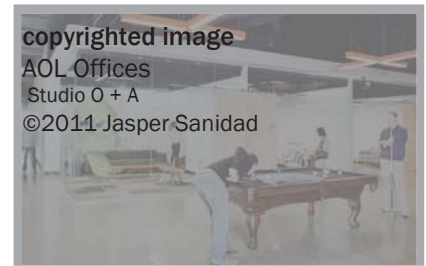 copyrighted image
AOL Offices
Studio O + A
©2011 Jasper Sanidad